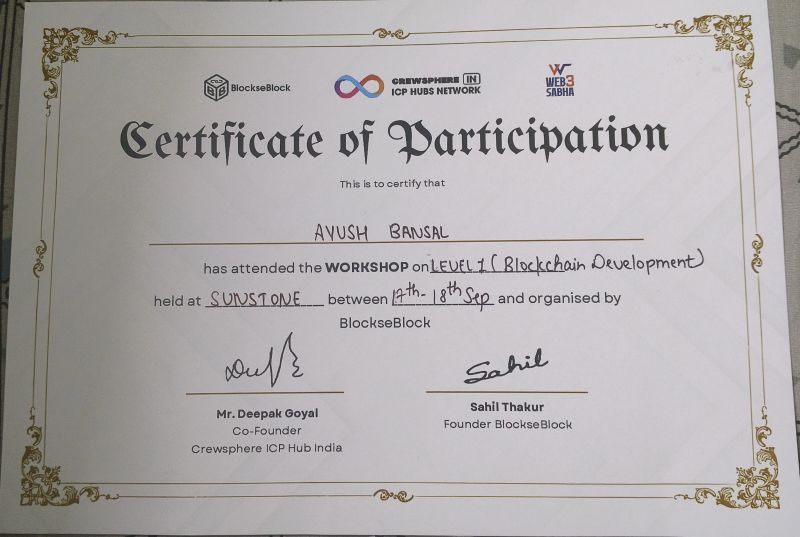 BlockseBlock
CREWSPHERE IN
ICP HUBS NETWORK
WEB3
SABHA
Certificate of Participation
This is to certify that
AYUSH BANSAL
has attended the WORKSHOP on LEVEL 1 (Blockchain Development)
held at SUNSTONE between 17th- 18th Sep and organised by
BlockseBlock
Sahil
Mr. Deepak Goyal
Co-Founder
Crewsphere ICP Hub India
Sahil Thakur
Founder BlockseBlock